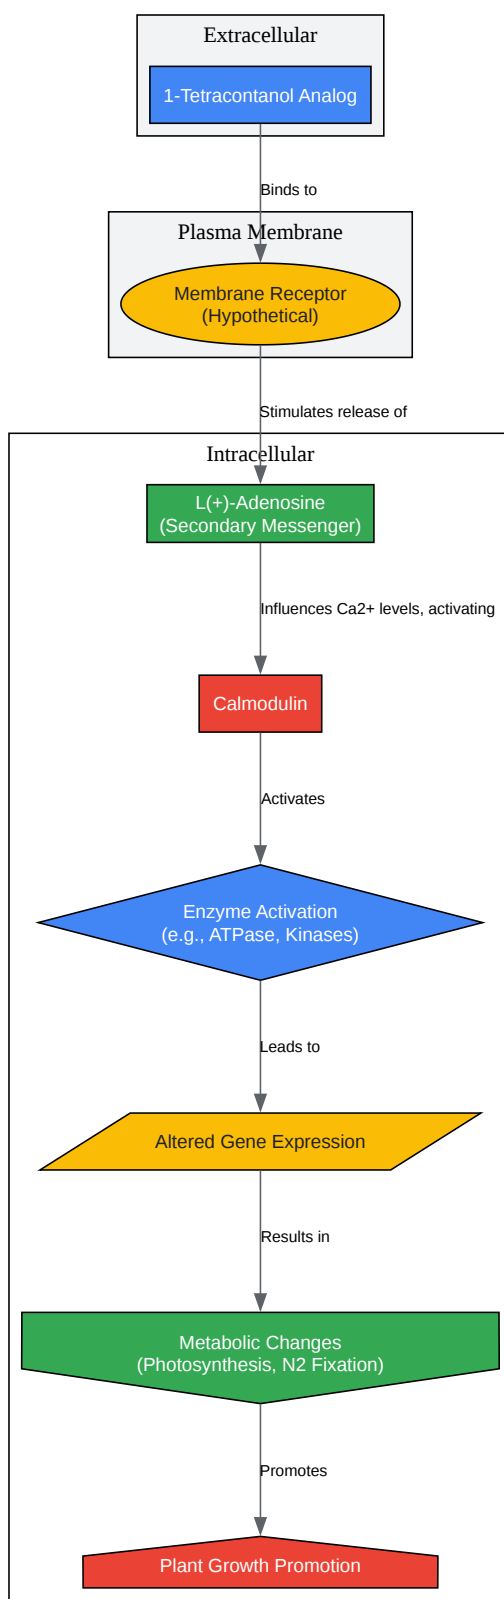 Extracellular
1-Tetracontanol Analog
Binds to
Plasma Membrane
Membrane Receptor
(Hypothetical)
Stimulates release of
Intracellular
L(+)-Adenosine
(Secondary Messenger)
Influences Ca2+ levels, activating
Calmodulin
Activates
Enzyme Activation
(e.g., ATPase, Kinases)
Leads to
Altered Gene Expression
Results in
Metabolic Changes
(Photosynthesis, N2 Fixation)
Promotes
Plant Growth Promotion